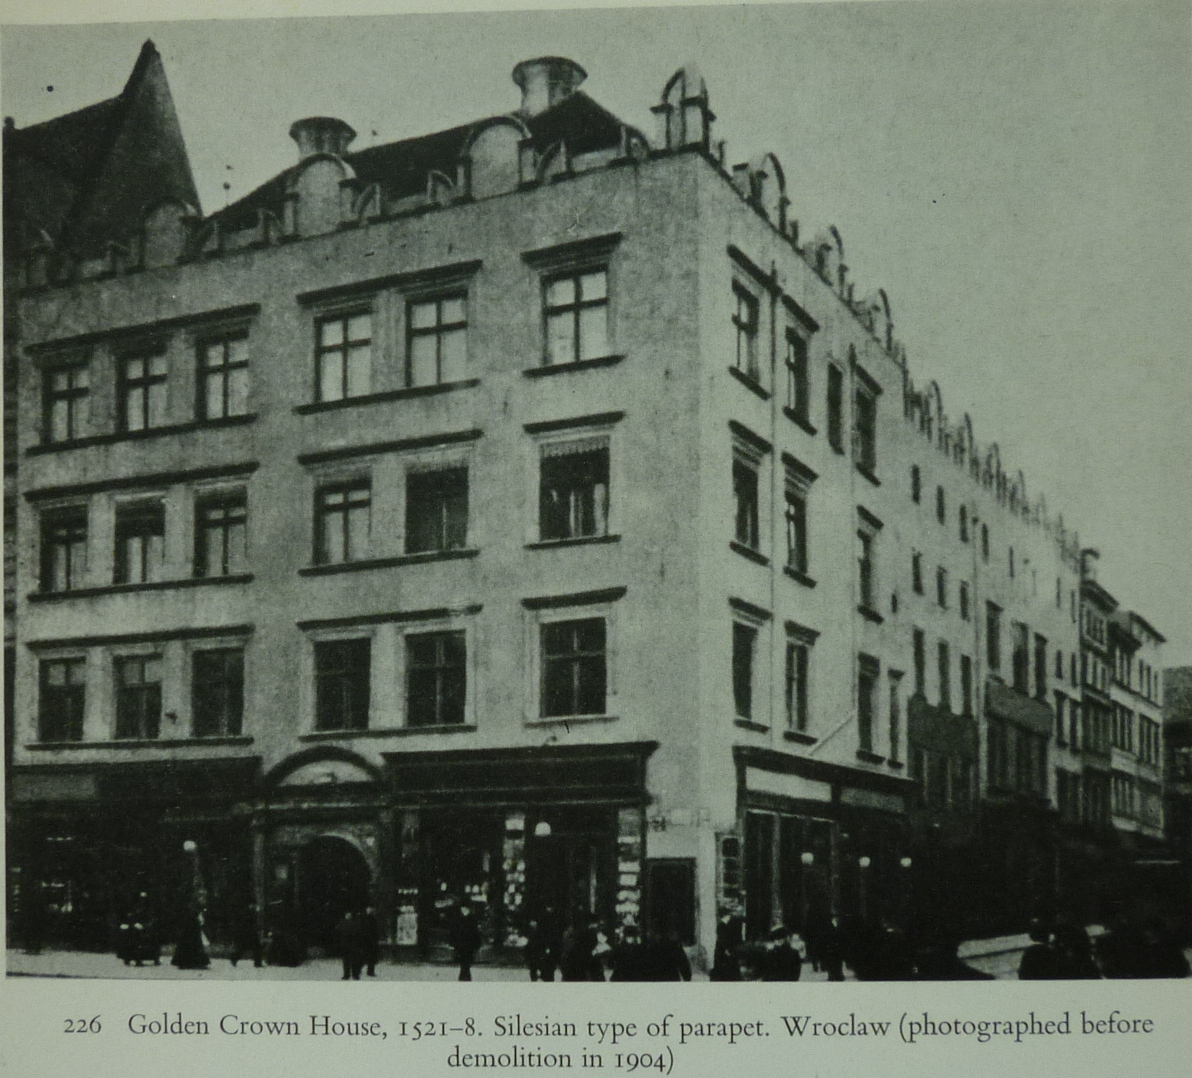 226 Golden Crown House, 1521–8. Silesian type of parapet. Wroclaw (photographed before
demolition in 1904)